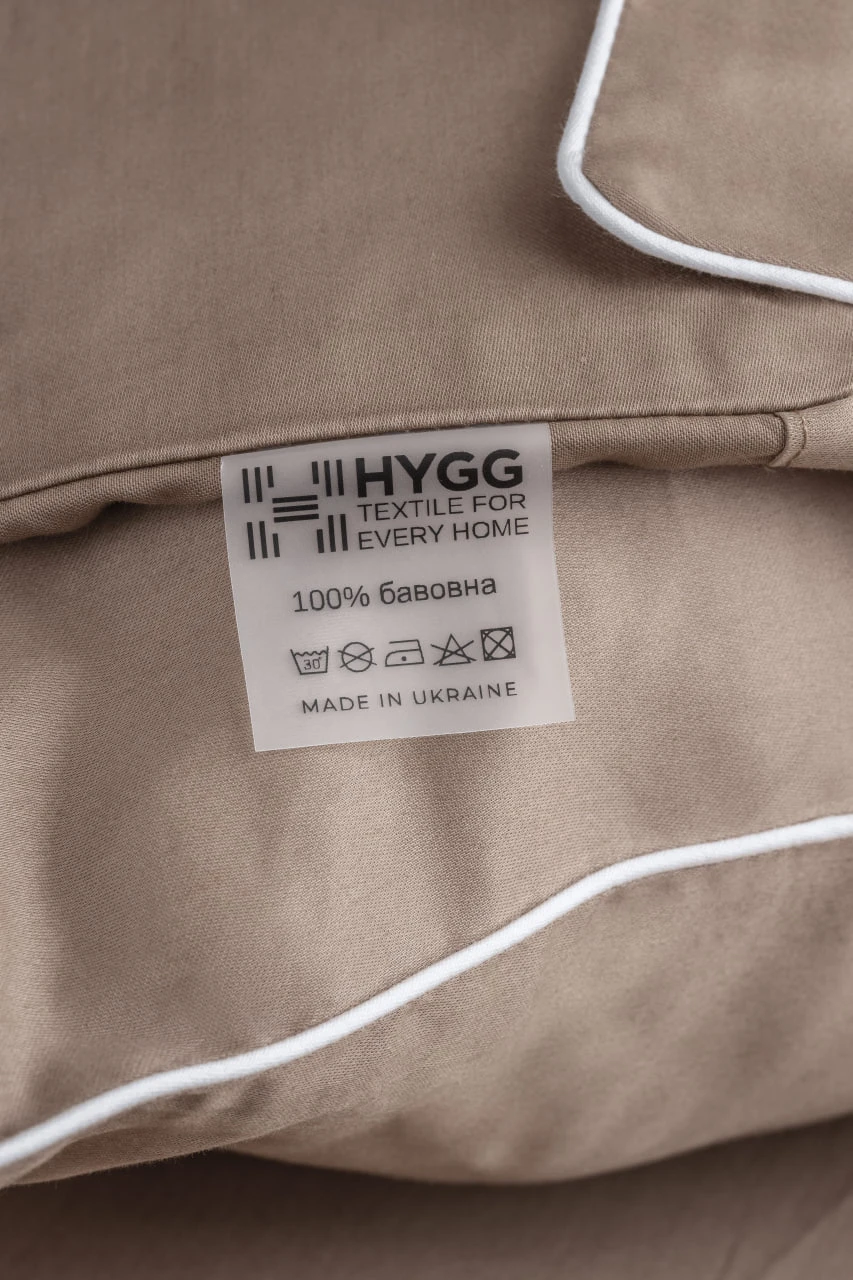 HYGG
TEXTILE FOR
EVERY HOME
100% бавовна
30
MADE IN UKRAINE